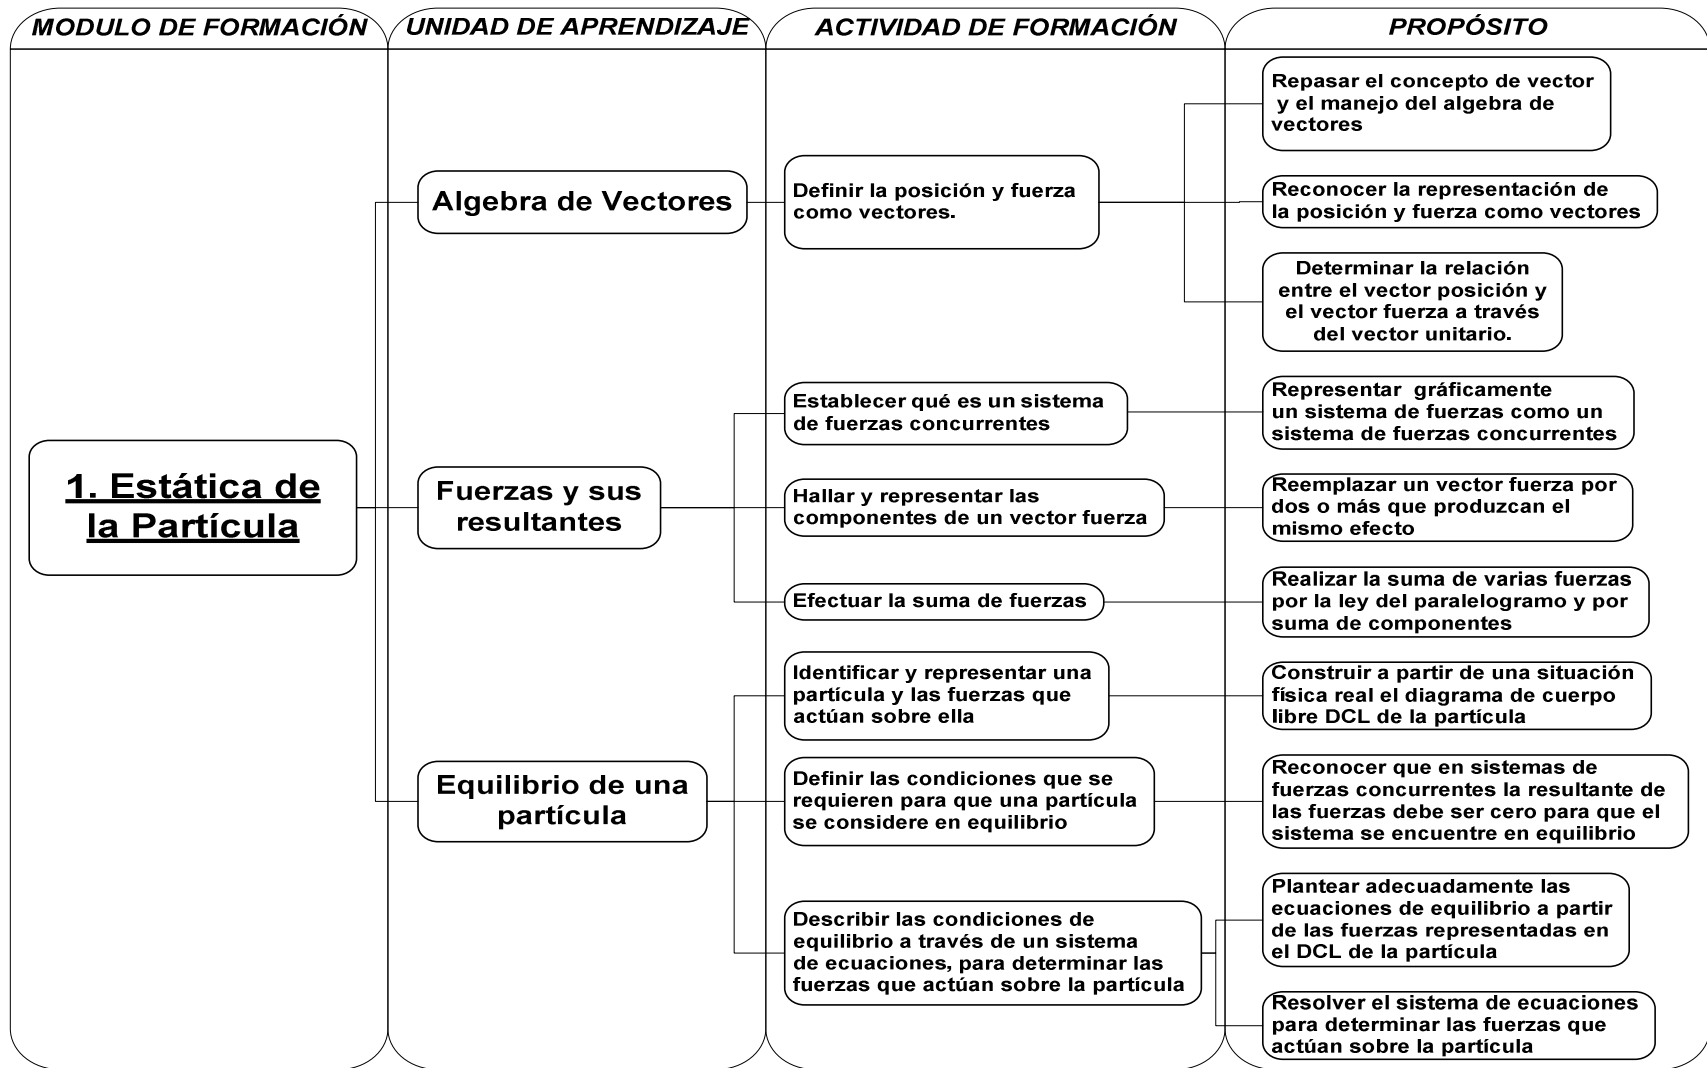 MODULO DE FORMACIÓN
UNIDAD DE APRENDIZAJE
ACTIVIDAD DE FORMACIÓN
PROPÓSITO
1. Estática de
la Partícula
Algebra de Vectores
Definir la posición y fuerza
como vectores.
Repasar el concepto de vector
y el manejo del algebra de
vectores
Reconocer la representación de
la posición y fuerza como vectores
Determinar la relación
entre el vector posición y
el vector fuerza a través
del vector unitario.
Fuerzas y sus
resultantes
Establecer qué es un sistema
de fuerzas concurrentes
Representar gráficamente
un sistema de fuerzas como un
sistema de fuerzas concurrentes
Hallar y representar las
componentes de un vector fuerza
Reemplazar un vector fuerza por
dos o más que produzcan el
mismo efecto
Efectuar la suma de fuerzas
Realizar la suma de varias fuerzas
por la ley del paralelogramo y por
suma de componentes
Equilibrio de una
partícula
Identificar y representar una
partícula y las fuerzas que
actúan sobre ella
Construir a partir de una situación
física real el diagrama de cuerpo
libre DCL de la partícula
Definir las condiciones que se
requieren para que una partícula
se considere en equilibrio
Reconocer que en sistemas de
fuerzas concurrentes la resultante de
las fuerzas debe ser cero para que el
sistema se encuentre en equilibrio
Describir las condiciones de
equilibrio a través de un sistema
de ecuaciones, para determinar las
fuerzas que actúan sobre la partícula
Plantear adecuadamente las
ecuaciones de equilibrio a partir
de las fuerzas representadas en
el DCL de la partícula
Resolver el sistema de ecuaciones
para determinar las fuerzas que
actúan sobre la partícula